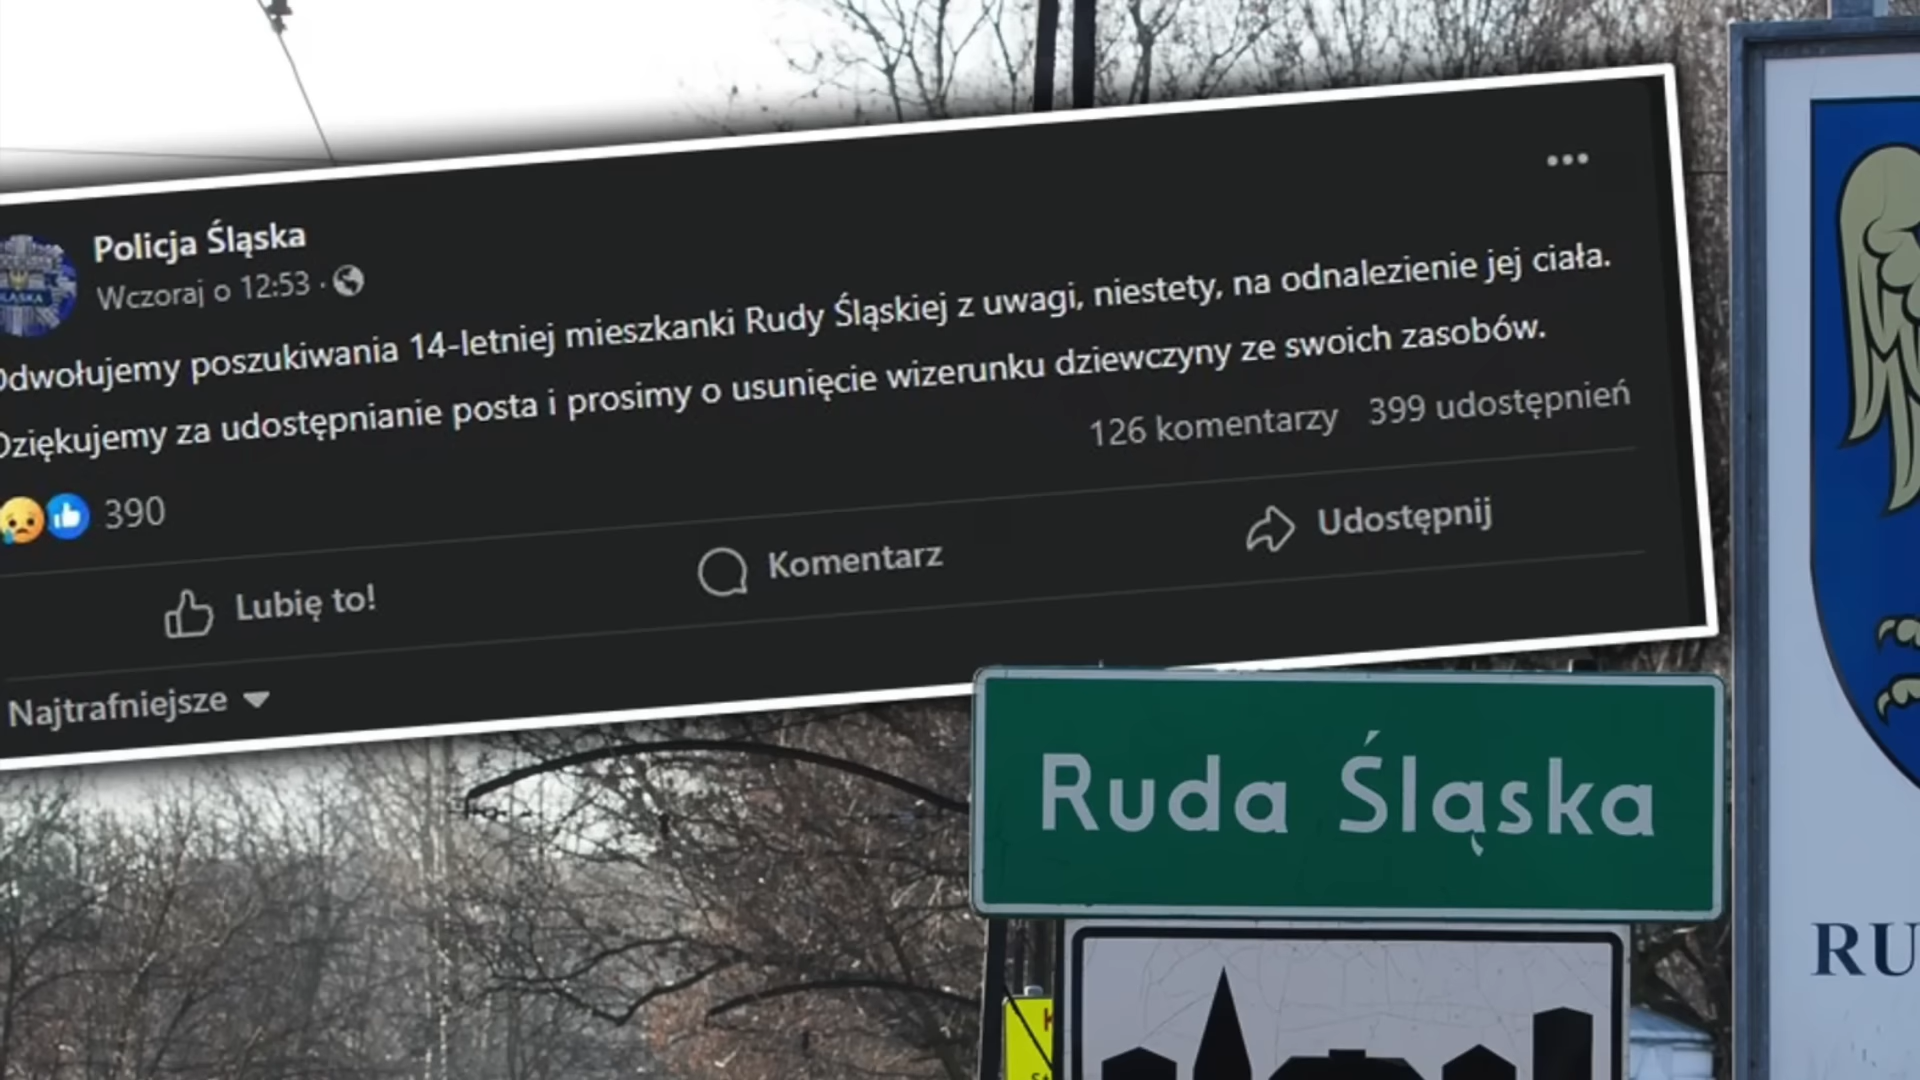 Policja Śląska
Wczoraj o 12:53 ·
Odwołujemy poszukiwania 14-letniej mieszkanki Rudy Śląskiej z uwagi, niestety, na odnalezienie jej ciała.
Dziękujemy za udostępnianie posta i prosimy o usunięcie wizerunku dziewczyny ze swoich zasobów.
126 komentarzy 399 udostępnień
390
Lubię to! Komentarz Udostępnij
Najtrafniejsze
Ruda Śląska
RU